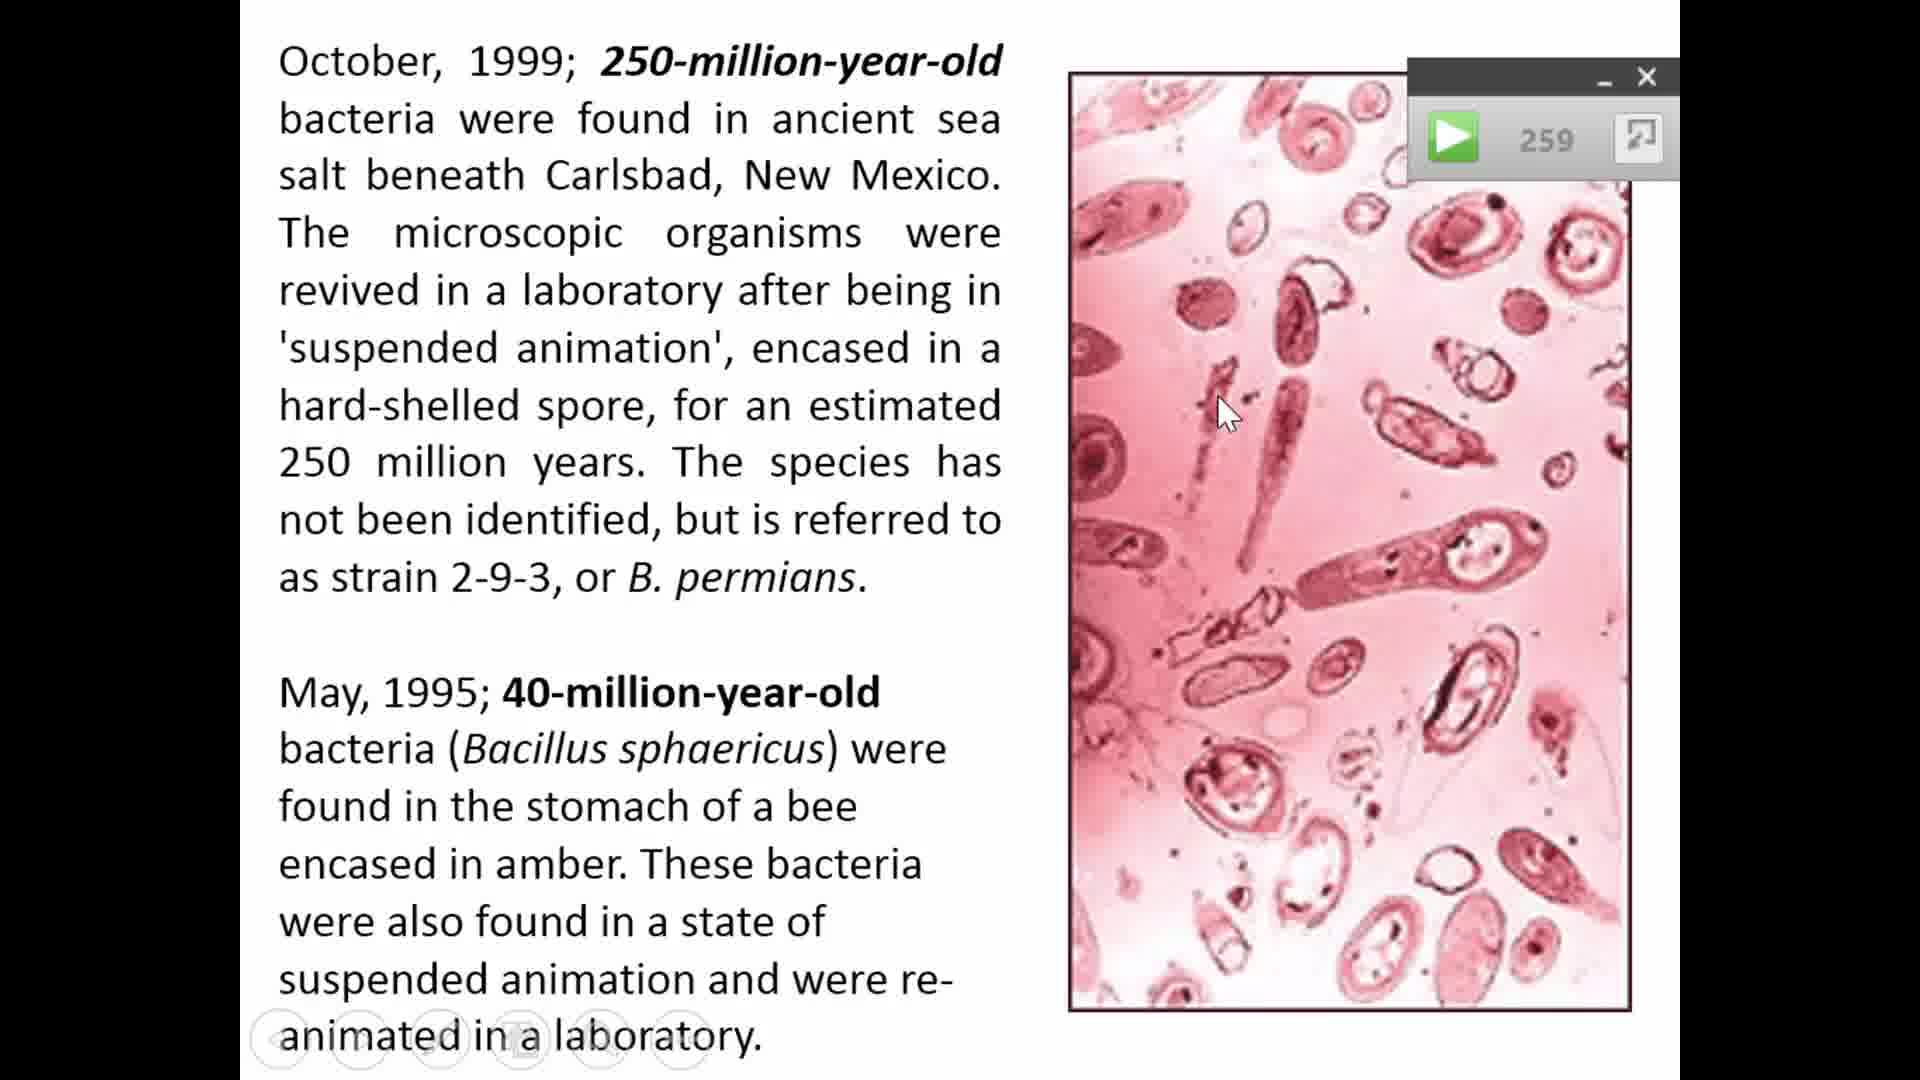 October, 1999; 250-million-year-old
bacteria were found in ancient sea
salt beneath Carlsbad, New Mexico.
The microscopic organisms were
revived in a laboratory after being in
'suspended animation', encased in a
hard-shelled spore, for an estimated
250 million years. The species has
not been identified, but is referred to
as strain 2-9-3, or B. permians.
May, 1995; 40-million-year-old
bacteria (Bacillus sphaericus) were
found in the stomach of a bee
encased in amber. These bacteria
were also found in a state of
suspended animation and were re-
animated in a laboratory.
259